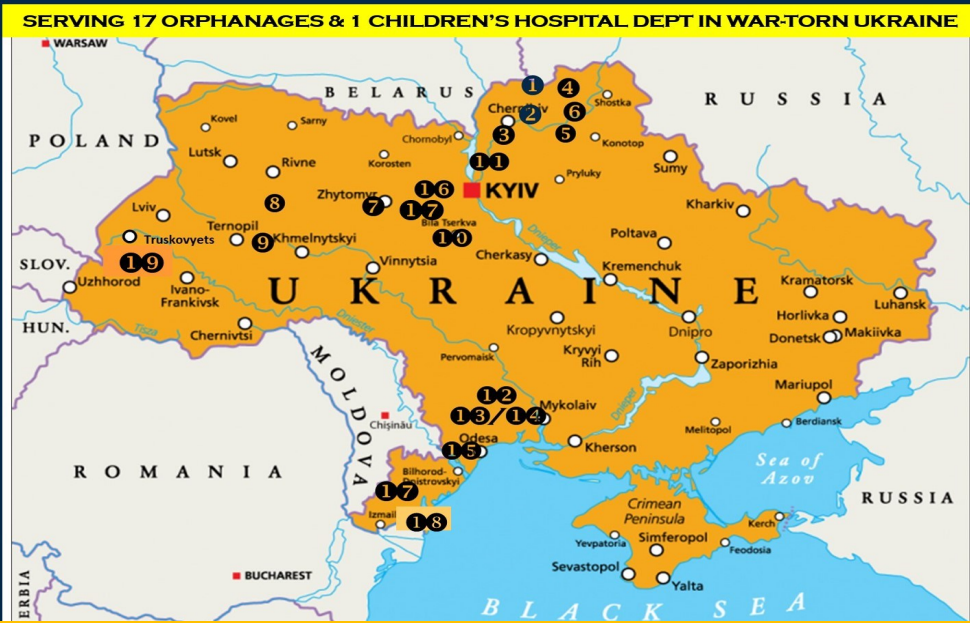 SERVING 17 ORPHANAGES & 1 CHILDREN'S HOSPITAL DEPT IN WAR-TORN UKRAINE
WARSAW
BELARUS
RUSSIA
POLAND
1
4
Shostka
Chernihiv
2
6
Kovel
Sarny
Chornobyl
3
5
Konotop
Lutsk
Rivne
Korosten
11
Pryluky
Sumy
Zhytomyr
7
16
KYIV
8
17
Lviv
Bila Tserkva
Kharkiv
Ternopil
9
Khmelnytskyi
10
Dnieper
Poltava
Truskovyets
19
SLOV.
Vinnytsia
Cherkasy
Kremenchuk
Uzhhorod
Ivano-
Frankivsk
UKRAINE
Kramatorsk
Luhansk
HUN.
Tisza
Chernivtsi
Dniester
Kropyvnytskyi
Dnipro
Horlivka
Donetsk
Makiivka
MOLDOVA
Pervomaisk
Kryvyi
Rih
Zaporizhia
Mariupol
12
13/14
Mykolaiv
Dnieper
Chișinău
Melitopol
Berdiansk
Odesa
15
Kherson
ROMANIA
Bilhorod-
Dnistrovskyi
Sea of
Azov
17
RUSSIA
Izmail
18
Crimean
Peninsula
Kerch
Yevpatoria
Simferopol
Feodosia
BUCHAREST
Sevastopol
Yalta
ERBIA
BLACK SEA